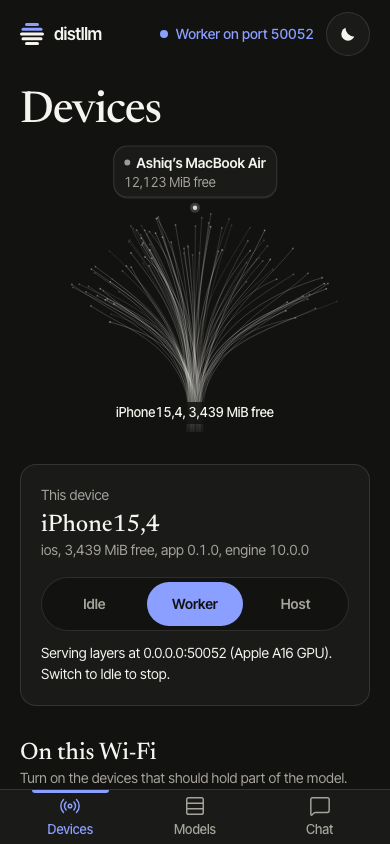 distllm
Worker on port 50052
Devices
Ashiq's MacBook Air
12,123 MiB free
iPhone15,4, 3,439 MiB free
This device
iPhone15,4
ios, 3,439 MiB free, app 0.1.0, engine 10.0.0
Idle
Worker
Host
Serving layers at 0.0.0.0:50052 (Apple A16 GPU).
Switch to Idle to stop.
On this Wi-Fi
Turn on the devices that should hold part of the model.
Devices
Models
Chat